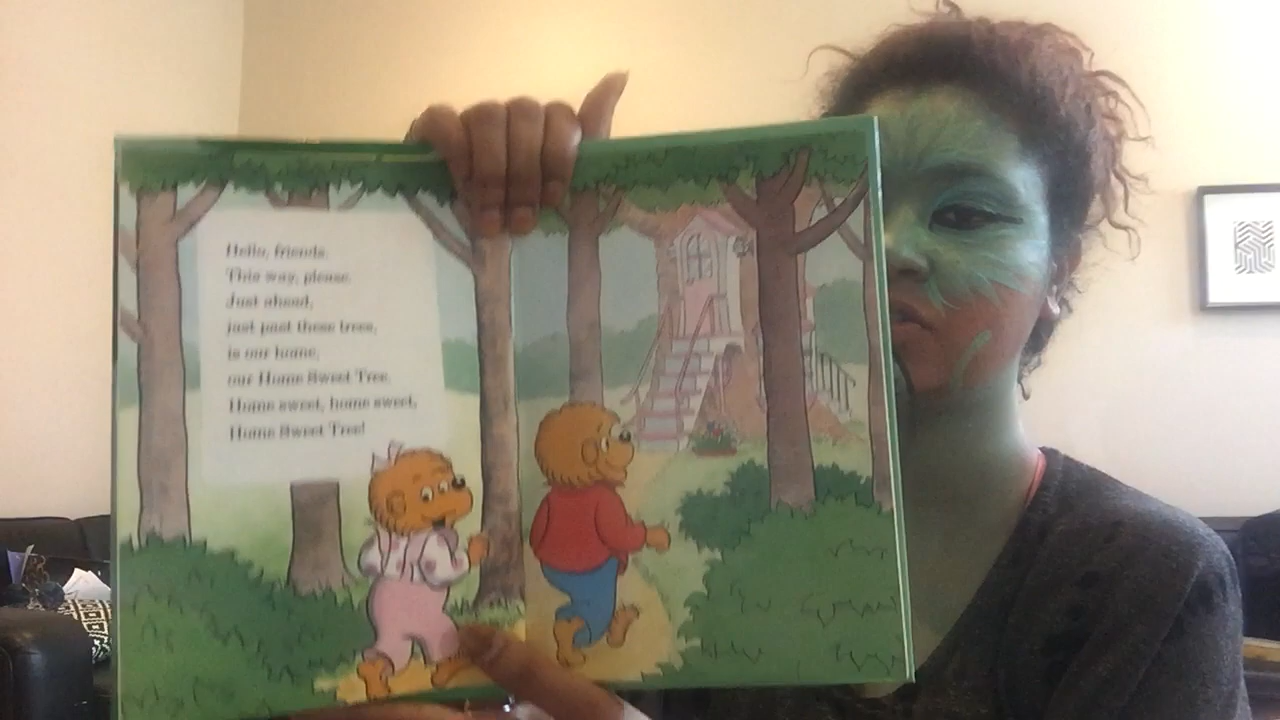 Hello, friends.
This way, please.
Just ahead,
just past these trees,
is our home,
our Home Sweet Tree.
Home sweet, home sweet,
Home Sweet Tree!